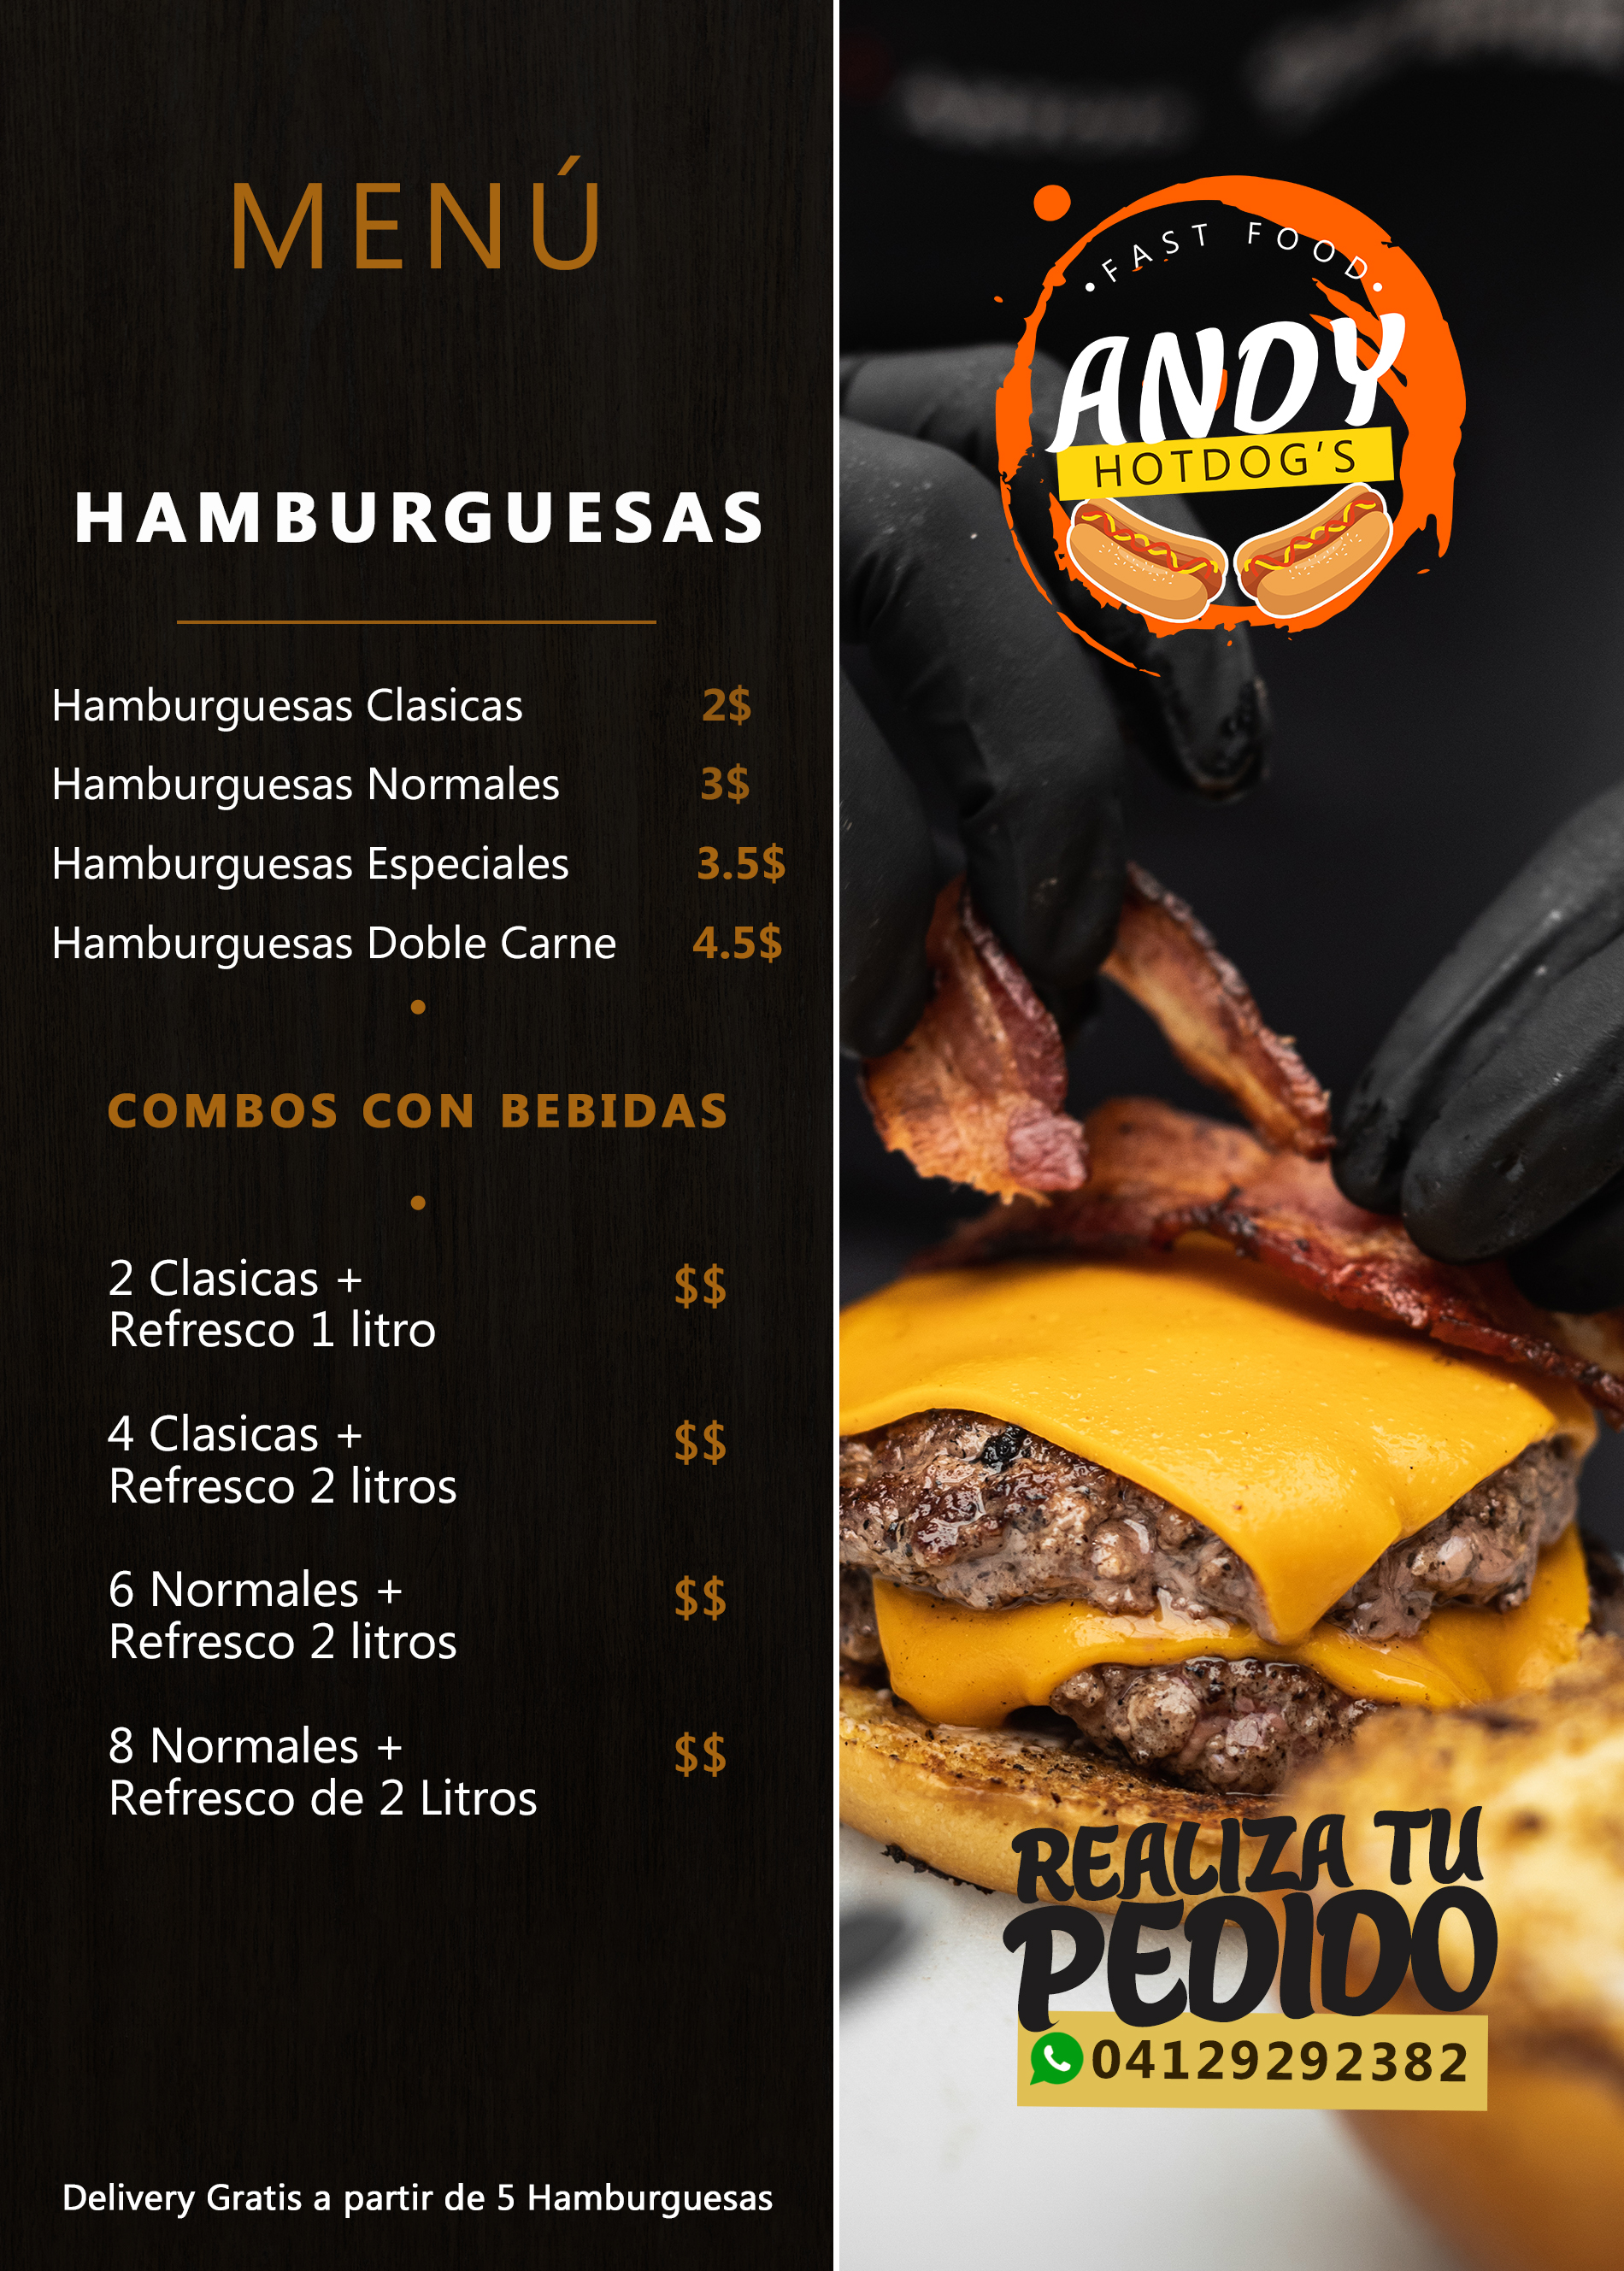 MENÚ
HAMBURGUESAS
Hamburguesas Clasicas 2$
Hamburguesas Normales 3$
Hamburguesas Especiales 3.5$
Hamburguesas Doble Carne 4.5$
COMBOS CON BEBIDAS
2 Clasicas + $$
Refresco 1 litro
4 Clasicas + $$
Refresco 2 litros
6 Normales + $$
Refresco 2 litros
8 Normales + $$
Refresco de 2 Litros
Delivery Gratis a partir de 5 Hamburguesas
•FAST FOOD•
ANDY
HOTDOG'S
REALIZA TU
PEDIDO
04129292382